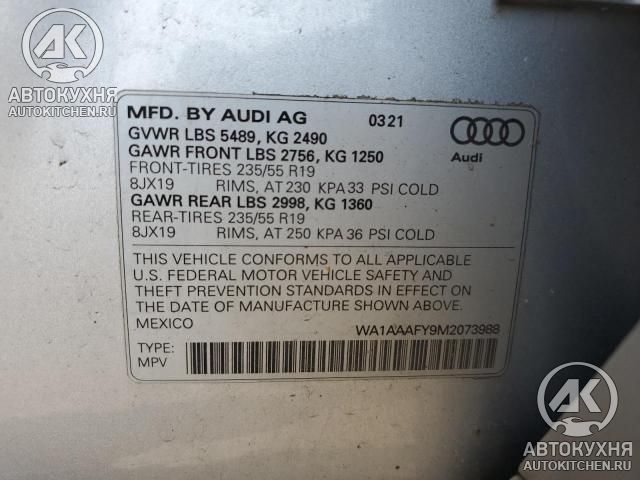 АВТОКУХНЯ
AUTOKITCHEN.RU
MFD. BY AUDI AG 0321
GVWR LBS 5489, KG 2490
GAWR FRONT LBS 2756, KG 1250
FRONT-TIRES 235/55 R19
8JX19 RIMS, AT 230 KPA 33 PSI COLD
GAWR REAR LBS 2998, KG 1360
REAR-TIRES 235/55 R19
8JX19 RIMS, AT 250 KPA 36 PSI COLD
Audi
THIS VEHICLE CONFORMS TO ALL APPLICABLE
U.S. FEDERAL MOTOR VEHICLE SAFETY AND
THEFT PREVENTION STANDARDS IN EFFECT ON
THE DATE OF MANUFACTURE SHOWN ABOVE.
MEXICO WA1AAAFY9M2073988
TYPE:
MPV
AK
АВТОКУХНЯ
AUTOKITCHEN.RU